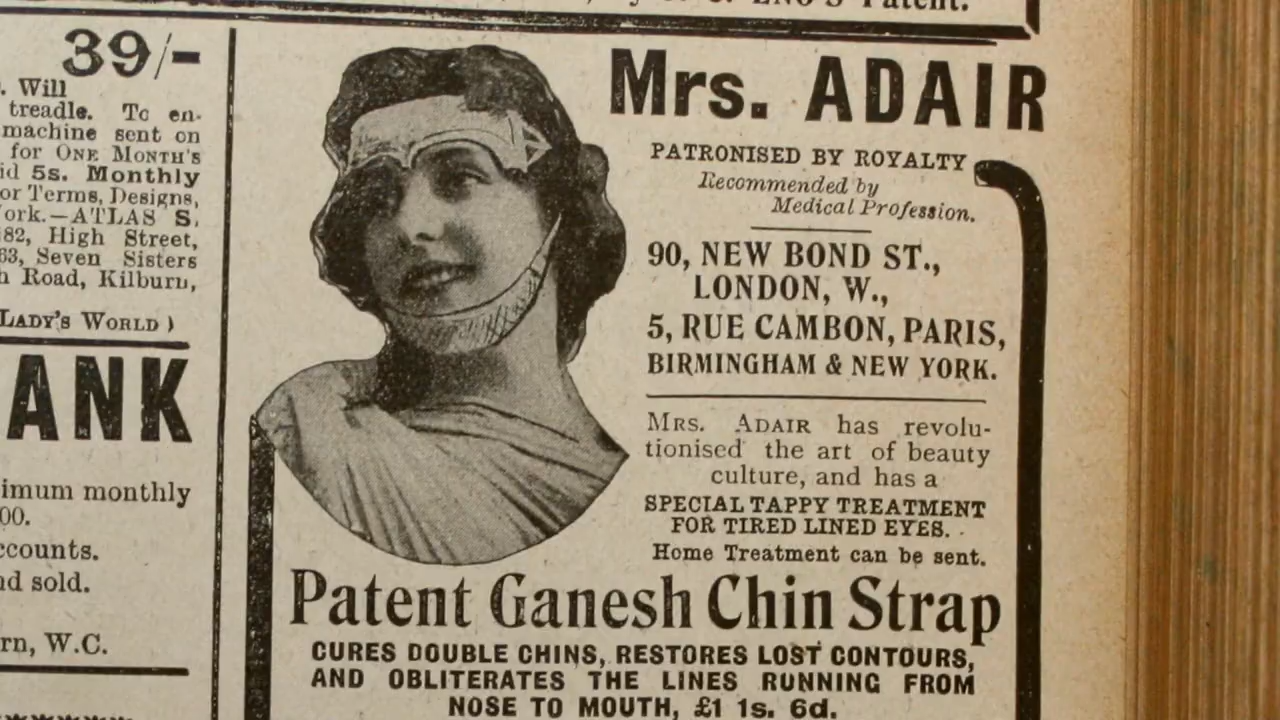 ENO'S Patent.
39/-
Will
treadle. To en-
machine sent on
for ONE MONTH'S
5s. Monthly
or Terms, Designs,
ork.—ATLAS S.
High Street,
Seven Sisters
Road, Kilburn,
LADY'S WORLD)
ANK
imum monthly
00.
ccounts.
nd sold.
rn, W.C.
Mrs. ADAIR
PATRONISED BY ROYALTY
Recommended by
Medical Profession.
90, NEW BOND ST.,
LONDON, W.,
5, RUE CAMBON, PARIS,
BIRMINGHAM & NEW YORK.
MRS. ADAIR has revolu-
tionised the art of beauty
culture, and has a
SPECIAL TAPPY TREATMENT
FOR TIRED LINED EYES.
Home Treatment can be sent.
Patent Ganesh Chin Strap
CURES DOUBLE CHINS, RESTORES LOST CONTOURS,
AND OBLITERATES THE LINES RUNNING FROM
NOSE TO MOUTH, £1 1s. 6d.